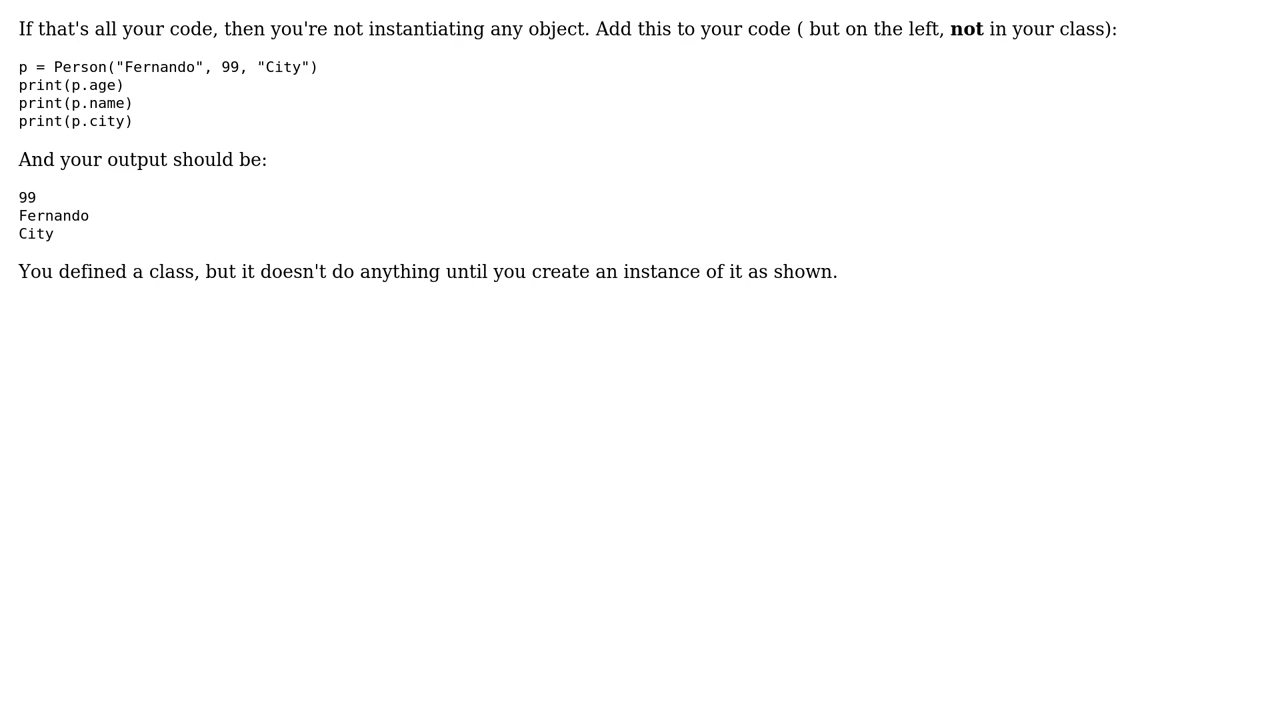 If that's all your code, then you're not instantiating any object. Add this to your code ( but on the left, not in your class):
p = Person("Fernando", 99, "City")
print(p.age)
print(p.name)
print(p.city)
And your output should be:
99
Fernando
City
You defined a class, but it doesn't do anything until you create an instance of it as shown.